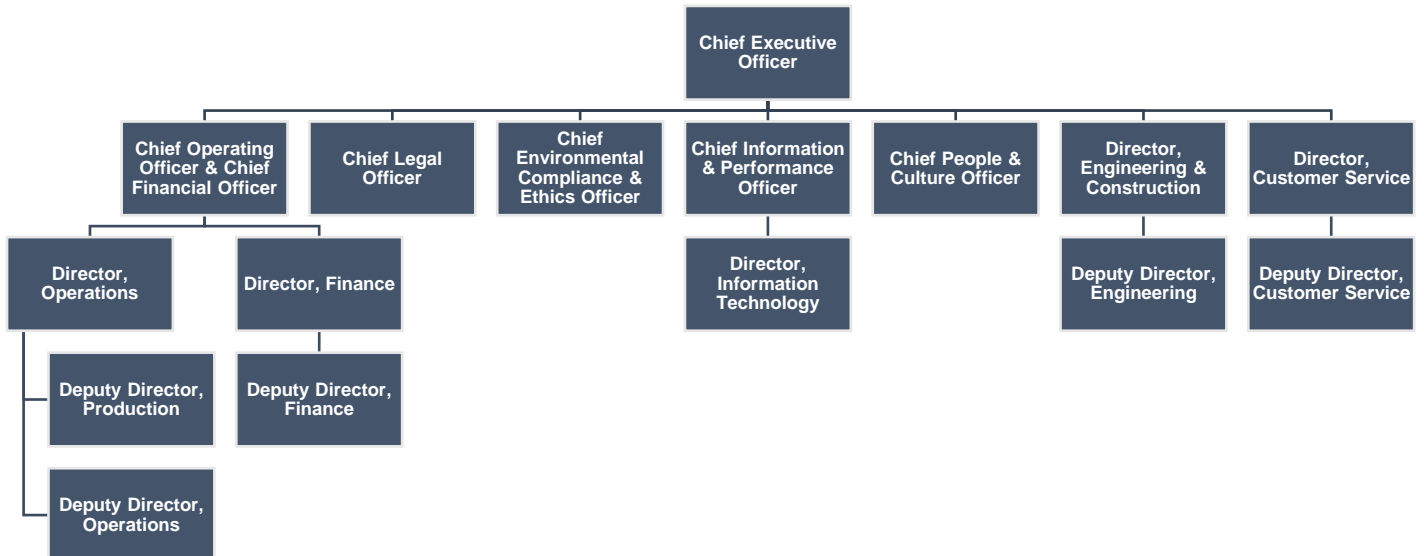 Chief Executive
Officer
Chief Operating
Officer & Chief
Financial Officer
Chief Legal
Officer
Chief
Environmental
Compliance &
Ethics Officer
Chief Information
& Performance
Officer
Chief People &
Culture Officer
Director,
Engineering &
Construction
Director,
Customer Service
Director,
Operations
Director, Finance
Director,
Information
Technology
Deputy Director,
Engineering
Deputy Director,
Customer Service
Deputy Director,
Production
Deputy Director,
Finance
Deputy Director,
Operations